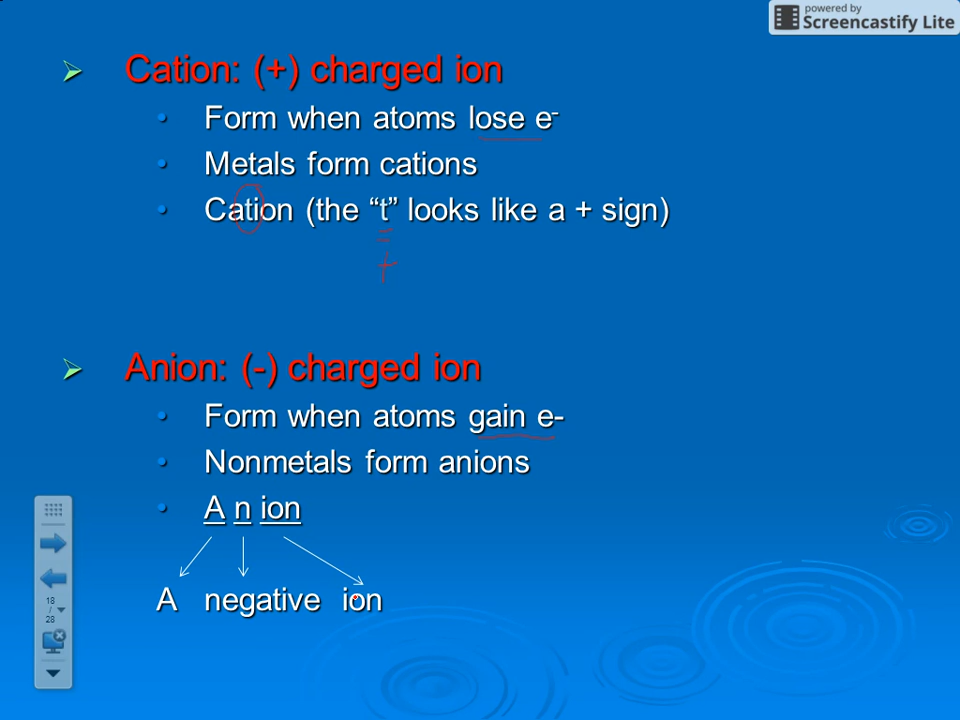 powered by
Screencastify Lite
Cation: (+) charged ion
Form when atoms lose e-
Metals form cations
Cation (the “t” looks like a + sign)
+
Anion: (-) charged ion
Form when atoms gain e-
Nonmetals form anions
A n ion
A negative ion
18
/
28